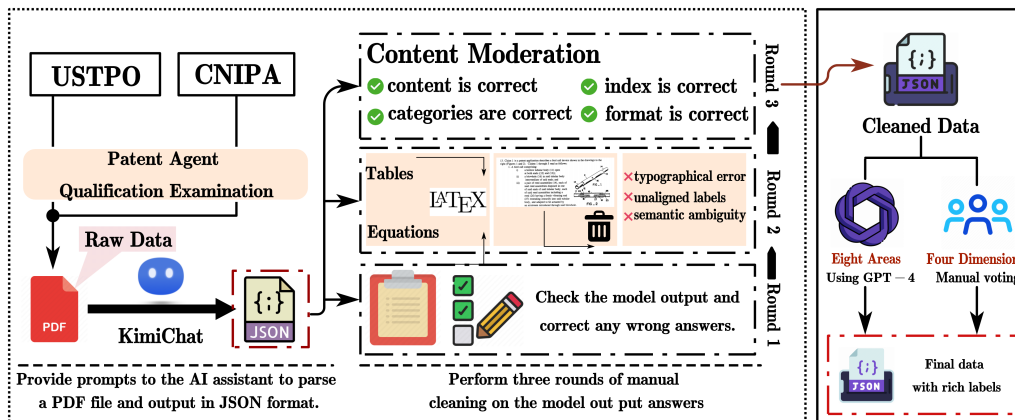 USTPO
CNIPA
Patent Agent
Qualification Examination
Raw Data
PDF
KimiChat
{;}
JSON
Provide prompts to the AI assistant to parse
a PDF file and output in JSON format.
Content Moderation
content is correct
index is correct
categories are correct
format is correct
Tables
LATEX
Equations
typographical error
unaligned labels
semantic ambiguity
Check the model output and
correct any wrong answers.
Round 3
Round 2
Round 1
Perform three rounds of manual
cleaning on the model out put answers
{;}
JSON
Cleaned Data
Eight Areas
Using GPT − 4
Four Dimension
Manual voting
{;}
JSON
Final data
with rich labels